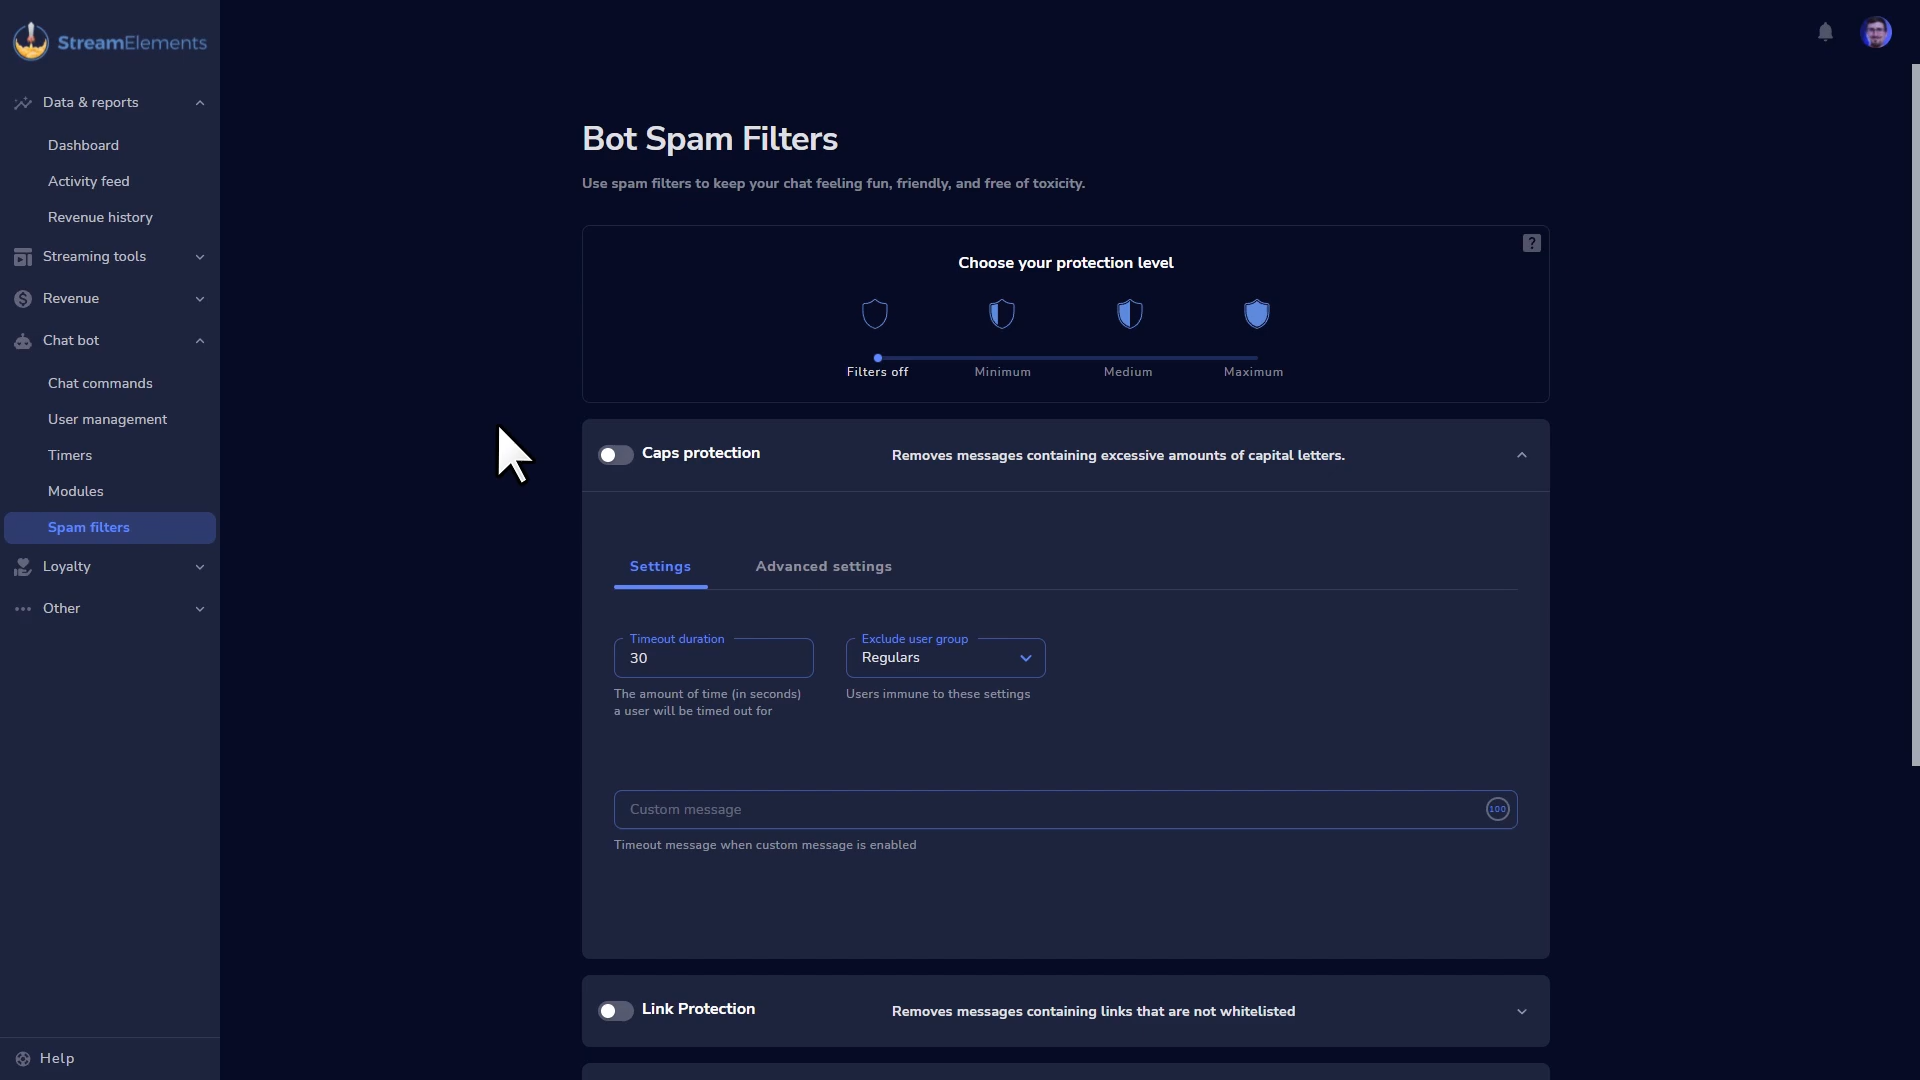 StreamElements
Data & reports
Dashboard
Activity feed
Revenue history
Streaming tools
Revenue
Chat bot
Chat commands
User management
Timers
Modules
Spam filters
Loyalty
Other
Help
Bot Spam Filters
Use spam filters to keep your chat feeling fun, friendly, and free of toxicity.
?
Choose your protection level
Filters off
Minimum
Medium
Maximum
Caps protection
Removes messages containing excessive amounts of capital letters.
Settings
Advanced settings
Timeout duration
30
The amount of time (in seconds)
a user will be timed out for
Exclude user group
Regulars
Users immune to these settings
Custom message
100
Timeout message when custom message is enabled
Link Protection
Removes messages containing links that are not whitelisted